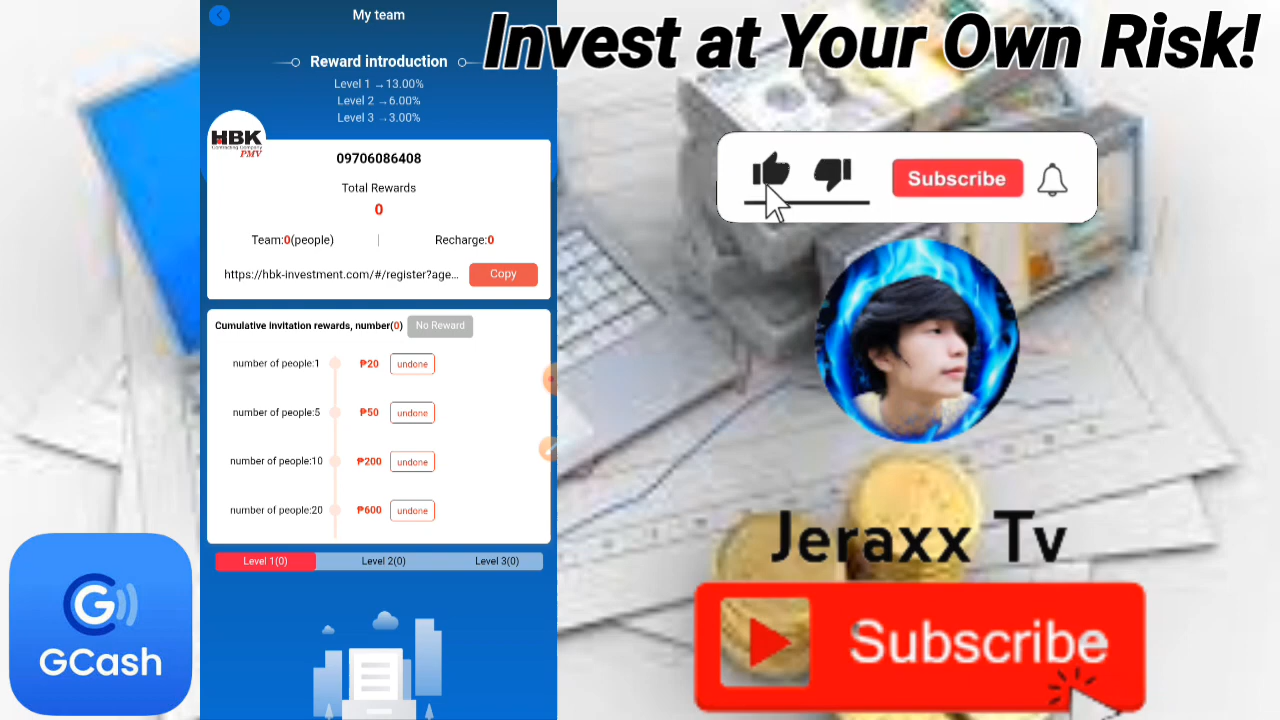 My team
Invest at Your Own Risk!
Reward introduction
Level 1 →13.00%
Level 2 →6.00%
Level 3 →3.00%
HBK
Contracting Company
PMV
09706086408
Total Rewards
0
Team:0(people) | Recharge:0
https://hbk-investment.com/#/register?age... Copy
Cumulative invitation rewards, number(0) No Reward
number of people:1 ₱20 undone
number of people:5 ₱50 undone
number of people:10 ₱200 undone
number of people:20 ₱600 undone
Level 1(0) Level 2(0) Level 3(0)
G
GCash
Subscribe
Jeraxx Tv
Subscribe